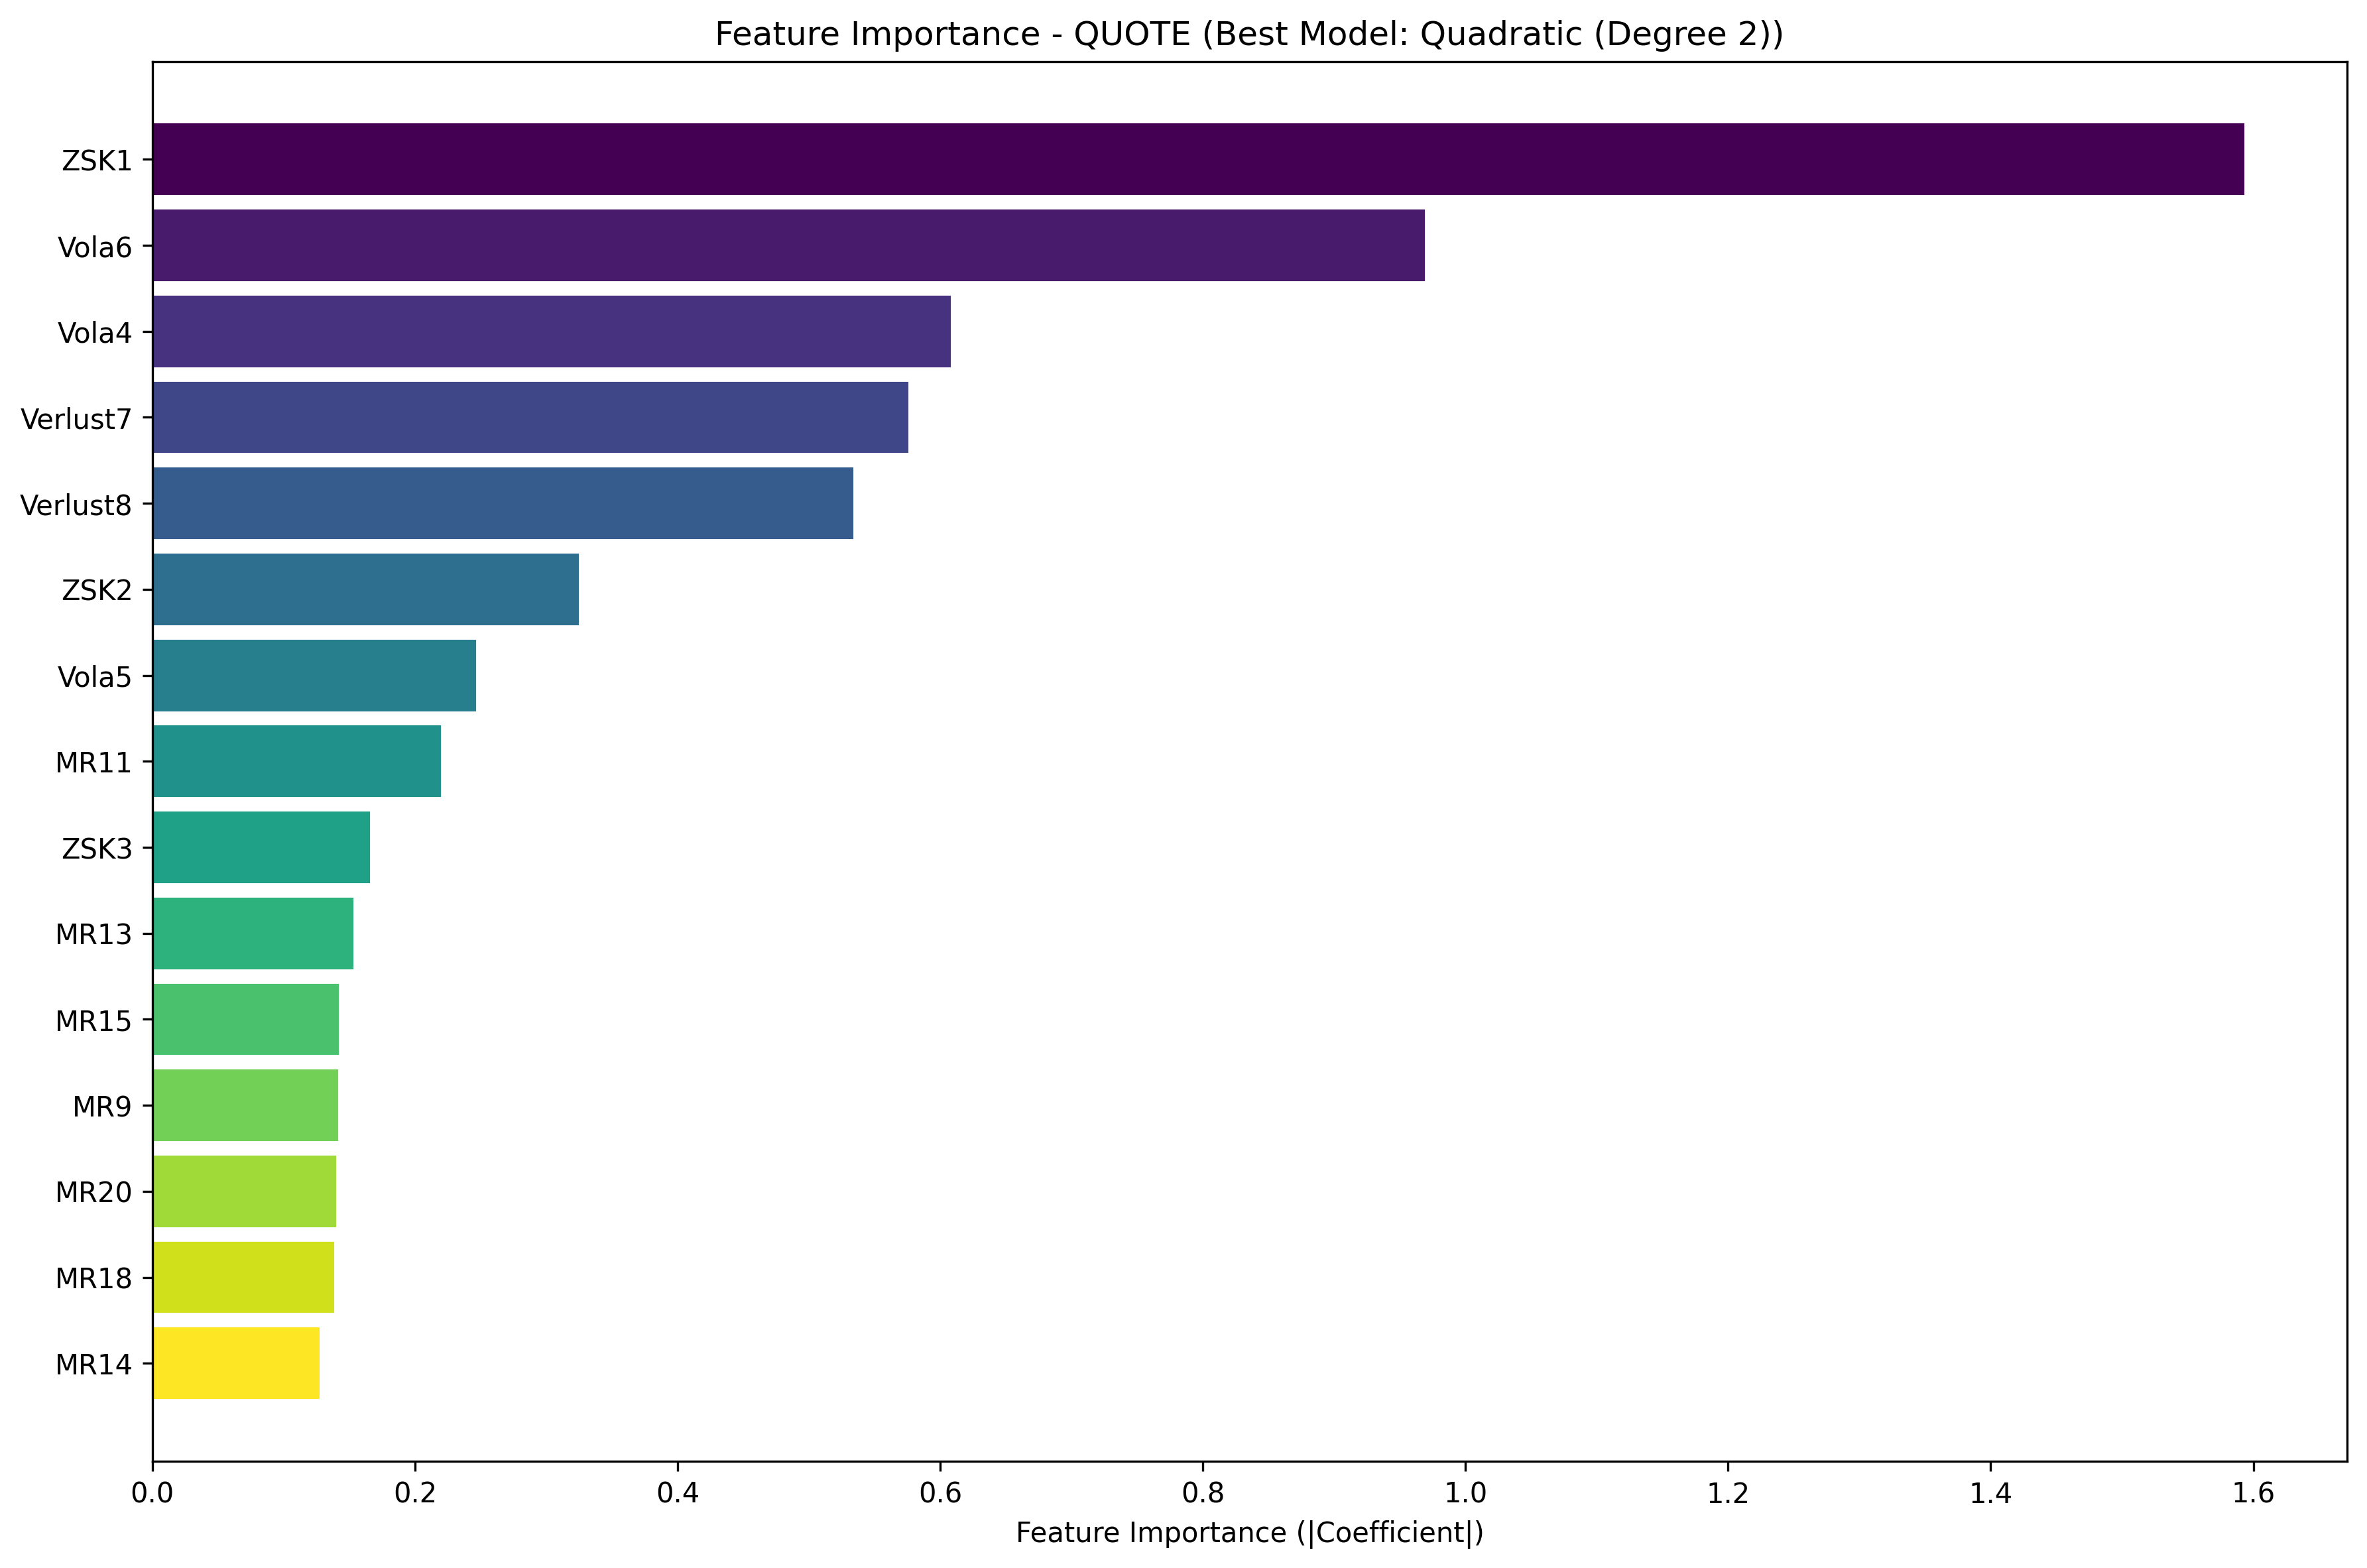 Feature Importance - QUOTE (Best Model: Quadratic (Degree 2))
ZSK1
Vola6
Vola4
Verlust7
Verlust8
ZSK2
Vola5
MR11
ZSK3
MR13
MR15
MR9
MR20
MR18
MR14
0.0 0.2 0.4 0.6 0.8 1.0 1.2 1.4 1.6
Feature Importance (|Coefficient|)